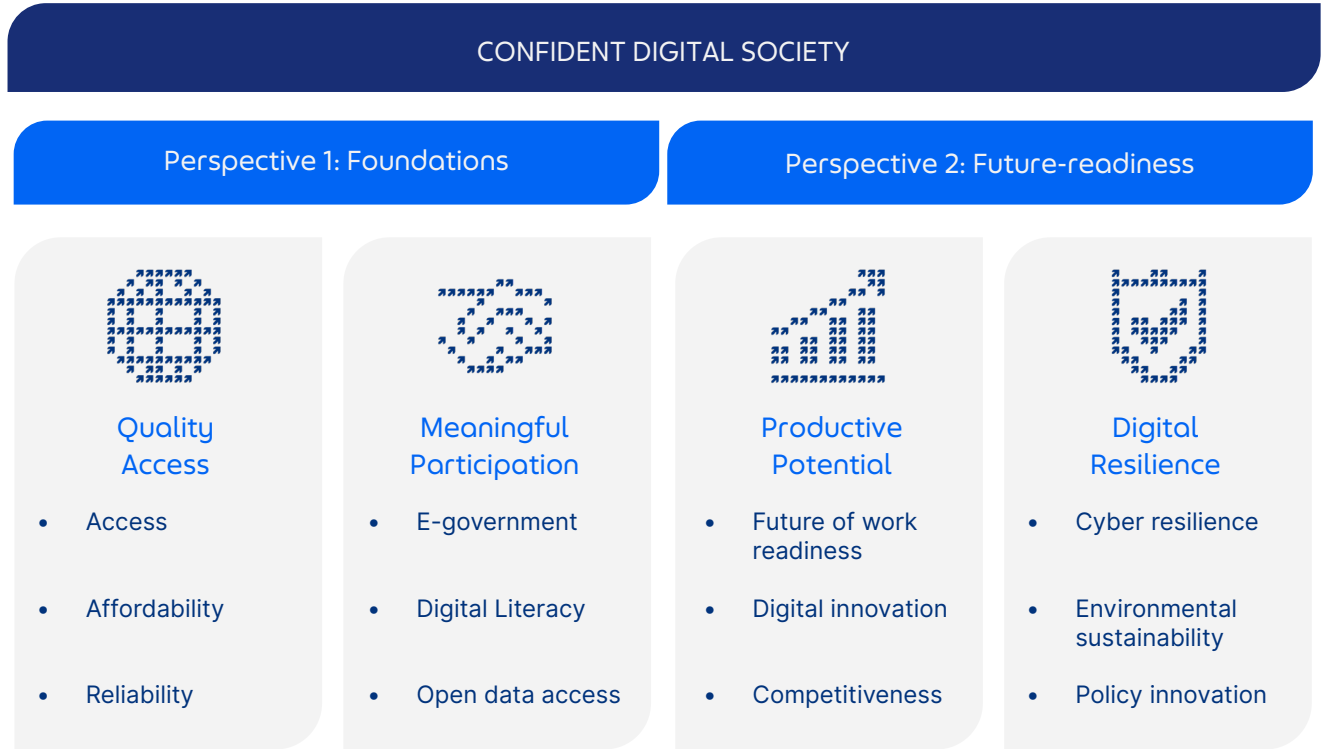 CONFIDENT DIGITAL SOCIETY
Perspective 1: Foundations
Perspective 2: Future-readiness
Quality
Access
• Access
• Affordability
• Reliability
Meaningful
Participation
• E-government
• Digital Literacy
• Open data access
Productive
Potential
• Future of work
readiness
• Digital innovation
• Competitiveness
Digital
Resilience
• Cyber resilience
• Environmental
sustainability
• Policy innovation